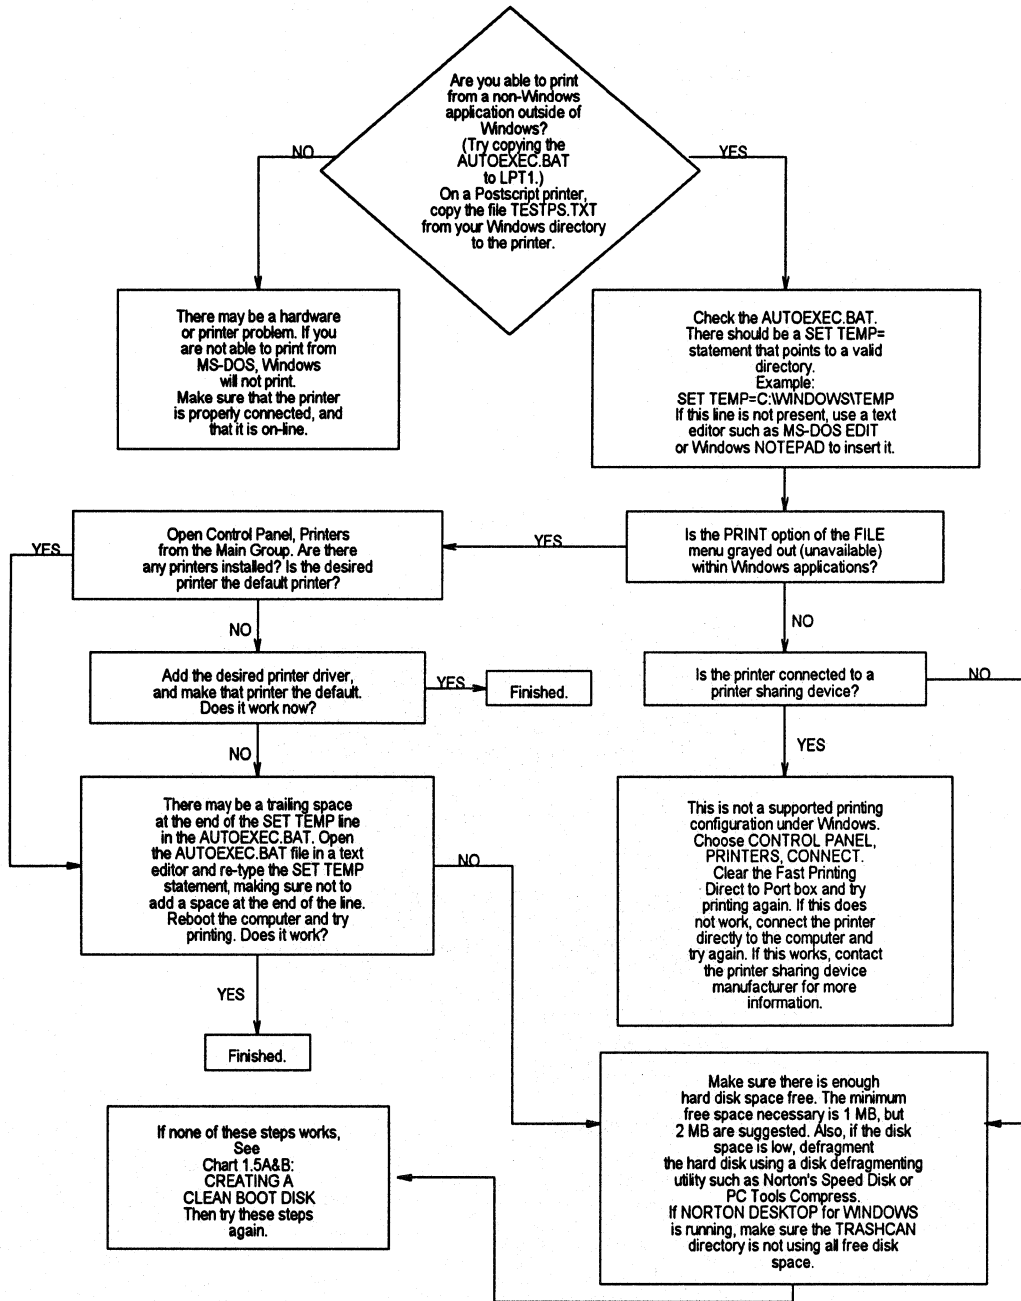 Are you able to print
from a non-Windows
application outside of
Windows?
(Try copying the
AUTOEXEC.BAT
to LPT1.)
On a Postscript printer,
copy the file TESTPS.TXT
from your Windows directory
to the printer.
NO
YES
There may be a hardware
or printer problem. If you
are not able to print from
MS-DOS, Windows
will not print.
Make sure that the printer
is properly connected, and
that it is on-line.
Check the AUTOEXEC.BAT.
There should be a SET TEMP=
statement that points to a valid
directory.
Example:
SET TEMP=C:\WINDOWS\TEMP
If this line is not present, use a text
editor such as MS-DOS EDIT
or Windows NOTEPAD to insert it.
Is the PRINT option of the FILE
menu grayed out (unavailable)
within Windows applications?
YES
Open Control Panel, Printers
from the Main Group. Are there
any printers installed? Is the desired
printer the default printer?
YES
NO
NO
Add the desired printer driver,
and make that printer the default.
Does it work now?
YES
Finished.
Is the printer connected to a
printer sharing device?
NO
NO
YES
There may be a trailing space
at the end of the SET TEMP line
in the AUTOEXEC.BAT. Open
the AUTOEXEC.BAT file in a text
editor and re-type the SET TEMP
statement, making sure not to
add a space at the end of the line.
Reboot the computer and try
printing. Does it work?
NO
This is not a supported printing
configuration under Windows.
Choose CONTROL PANEL,
PRINTERS, CONNECT.
Clear the Fast Printing
Direct to Port box and try
printing again. If this does
not work, connect the printer
directly to the computer and
try again. If this works, contact
the printer sharing device
manufacturer for more
information.
YES
Finished.
Make sure there is enough
hard disk space free. The minimum
free space necessary is 1 MB, but
2 MB are suggested. Also, if the disk
space is low, defragment
the hard disk using a disk defragmenting
utility such as Norton's Speed Disk or
PC Tools Compress.
If NORTON DESKTOP for WINDOWS
is running, make sure the TRASHCAN
directory is not using all free disk
space.
If none of these steps works,
See
Chart 1.5A&B:
CREATING A
CLEAN BOOT DISK
Then try these steps
again.